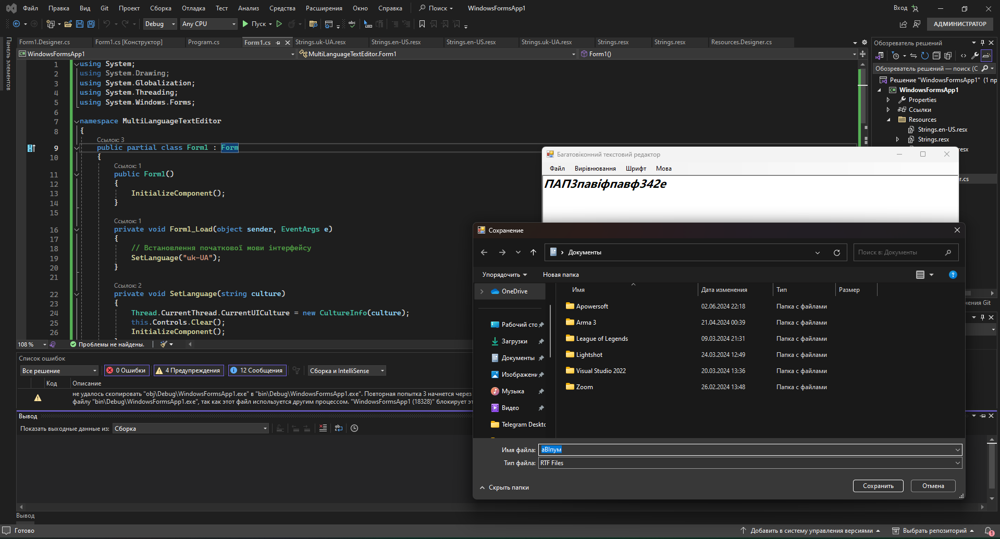 Файл Правка Вид Git Проект Сборка Отладка Тест Анализ Средства Расширения Окно Справка Поиск WindowsFormsApp1 Вход
Debug Any CPU Пуск АДМИНИСТРАТОР
Панель элементов
Form1.Designer.cs Form1.cs [Конструктор] Program.cs Form1.cs Strings.uk-UA.resx Strings.en-US.resx Strings.en-US.resx Strings.uk-UA.resx Strings.resx Strings.resx Resources.Designer.cs
WindowsFormsApp1 MultiLanguageTextEditor.Form1 Form1()
1 using System;
2 using System.Drawing;
3 using System.Globalization;
4 using System.Threading;
5 using System.Windows.Forms;
6
7 namespace MultiLanguageTextEditor
8 {
Ссылок: 3
9 public partial class Form1 : Form
10 {
Ссылок: 1
11 public Form1()
12 {
13 InitializeComponent();
14 }
15
Ссылок: 1
16 private void Form1_Load(object sender, EventArgs e)
17 {
18 // Встановлення початкової мови інтерфейсу
19 SetLanguage("uk-UA");
20 }
21
Ссылок: 2
22 private void SetLanguage(string culture)
23 {
24 Thread.CurrentThread.CurrentUICulture = new CultureInfo(culture);
25 this.Controls.Clear();
26 InitializeComponent();
108 % Проблемы не найдены.
Список ошибок
Все решение 0 Ошибки 4 Предупреждения 12 Сообщения Сборка и IntelliSense
Код Описание
не удалось скопировать "obj\Debug\WindowsFormsApp1.exe" в "bin\Debug\WindowsFormsApp1.exe". Повторная попытка 3 начнется через
файлу "bin\Debug\WindowsFormsApp1.exe", так как этот файл используется другим процессом. "WindowsFormsApp1 (18328)" блокирует эт
Вывод
Показать выходные данные из: Сборка
Вывод
Готово
Добавить в систему управления версиями Выбрать репозиторий 1
Обозреватель решений
Обозреватель решений — поиск (С
Решение "WindowsFormsApp1" (1 пр
WindowsFormsApp1
Properties
Ссылки
Resources
Strings.en-US.resx
Strings.resx
esx
er.cs
нения Git
Багатовіконний текстовий редактор
Файл Вирівнювання Шрифт Мова
ПАПЗпавіфпавф342е
Сохранение
Документы
Поиск в: Документы
Упорядочить Новая папка
OneDrive
Рабочий сто
Загрузки
Документы
Изображени
Музыка
Видео
Telegram Deskto
Имя Дата изменения Тип Размер
Apowersoft 02.06.2024 22:18 Папка с файлами
Arma 3 21.04.2024 00:39 Папка с файлами
League of Legends 09.03.2024 21:31 Папка с файлами
Lightshot 24.03.2024 12:49 Папка с файлами
Visual Studio 2022 20.03.2024 13:36 Папка с файлами
Zoom 26.02.2024 13:48 Папка с файлами
Имя файла: аВІпум
Тип файла: RTF Files
Скрыть папки Сохранить Отмена